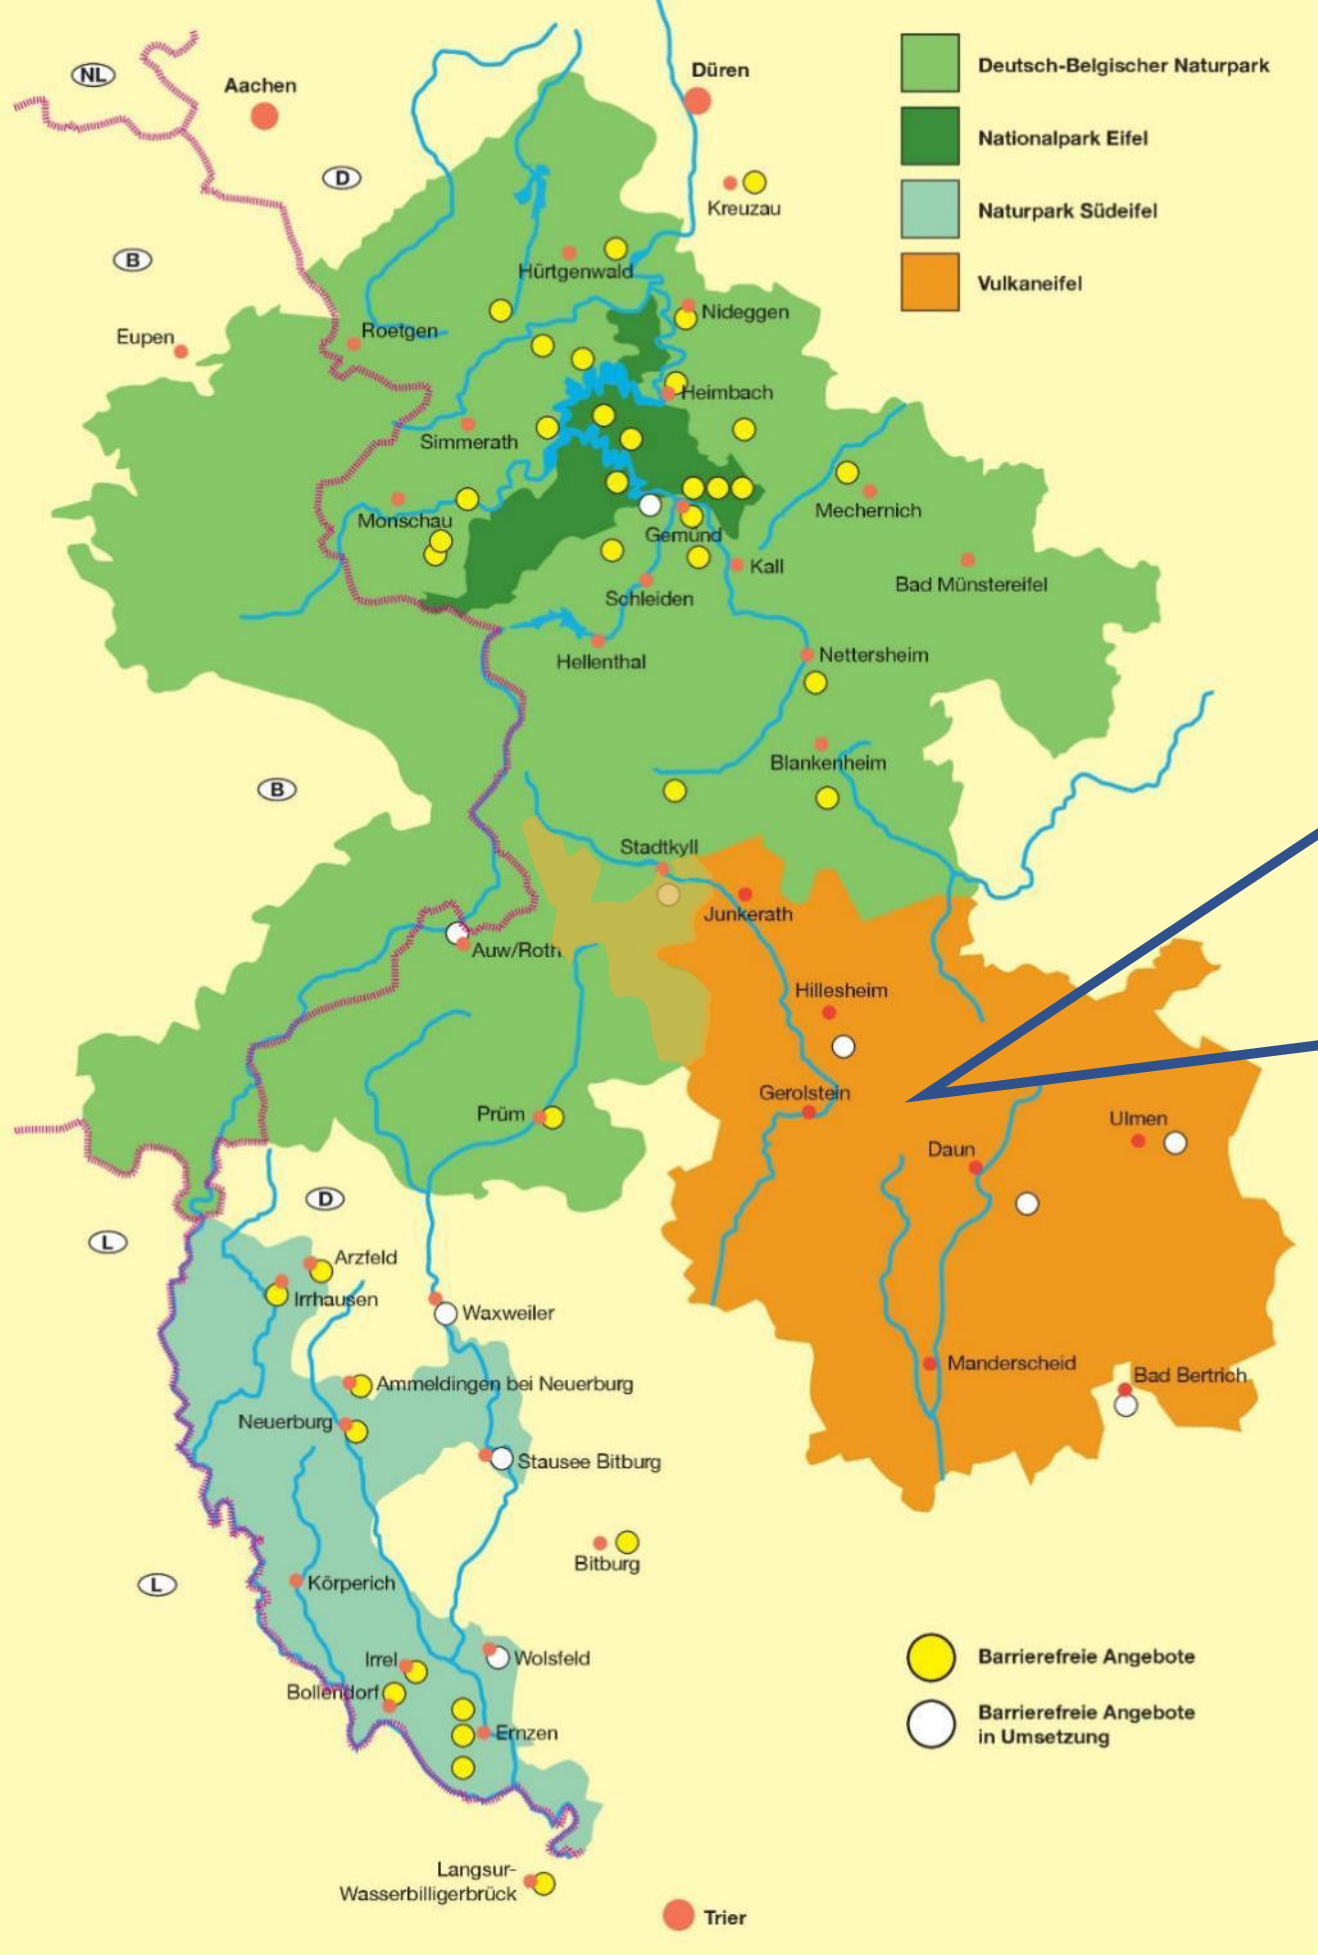 NL
Aachen
Düren
Deutsch-Belgischer Naturpark
Nationalpark Eifel
D
Kreuzau
Naturpark Südeifel
B
Hürtgenwald
Vulkaneifel
Nideggen
Eupen
Roetgen
Heimbach
Simmerath
Mechernich
Monschau
Gemünd
Kall
Bad Münstereifel
Schleiden
Hellenthal
Nettersheim
Blankenheim
B
Stadtkyll
Junkerath
Auw/Roth
Hillesheim
Gerolstein
Prüm
Ulmen
Daun
D
L
Arzfeld
Irrhausen
Waxweiler
Manderscheid
Bad Bertrich
Ammeldingen bei Neuerburg
Neuerburg
Stausee Bitburg
Bitburg
L
Körperich
Irrel
Wolsfeld
Barrierefreie Angebote
Bollendorf
Barrierefreie Angebote
in Umsetzung
Ernzen
Langsur-
Wasserbilligerbrück
Trier